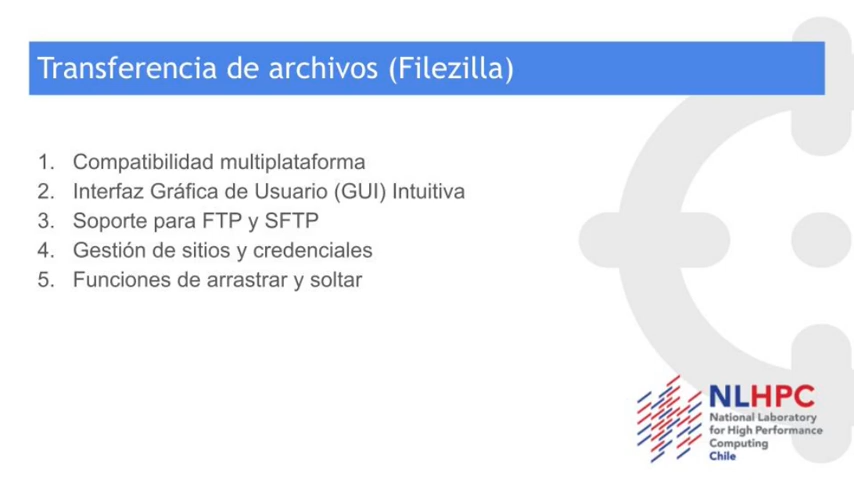 Transferencia de archivos (Filezilla)
1. Compatibilidad multiplataforma
2. Interfaz Gráfica de Usuario (GUI) Intuitiva
3. Soporte para FTP y SFTP
4. Gestión de sitios y credenciales
5. Funciones de arrastrar y soltar
NLHPC
National Laboratory
for High Performance
Computing
Chile